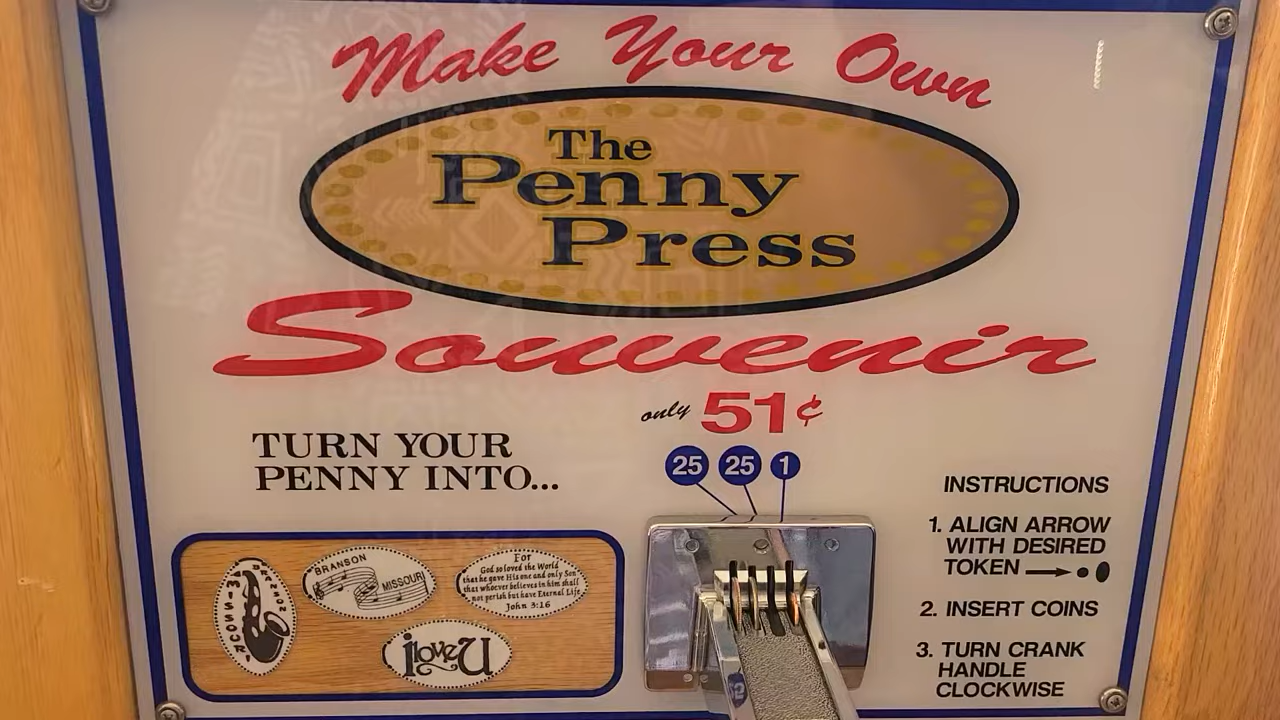 Make Your Own
The
Penny
Press
Souvenir
only 51¢
25 25 1
TURN YOUR
PENNY INTO...
INSTRUCTIONS
1. ALIGN ARROW
WITH DESIRED
TOKEN
2. INSERT COINS
3. TURN CRANK
HANDLE
CLOCKWISE
BRANSON
MISSOURI
BRANSON
MISSOURI
For
God so loved the World
that he gave His one and only Son
that whoever believes in him shall
not perish but have Eternal Life
John 3:16
i love U